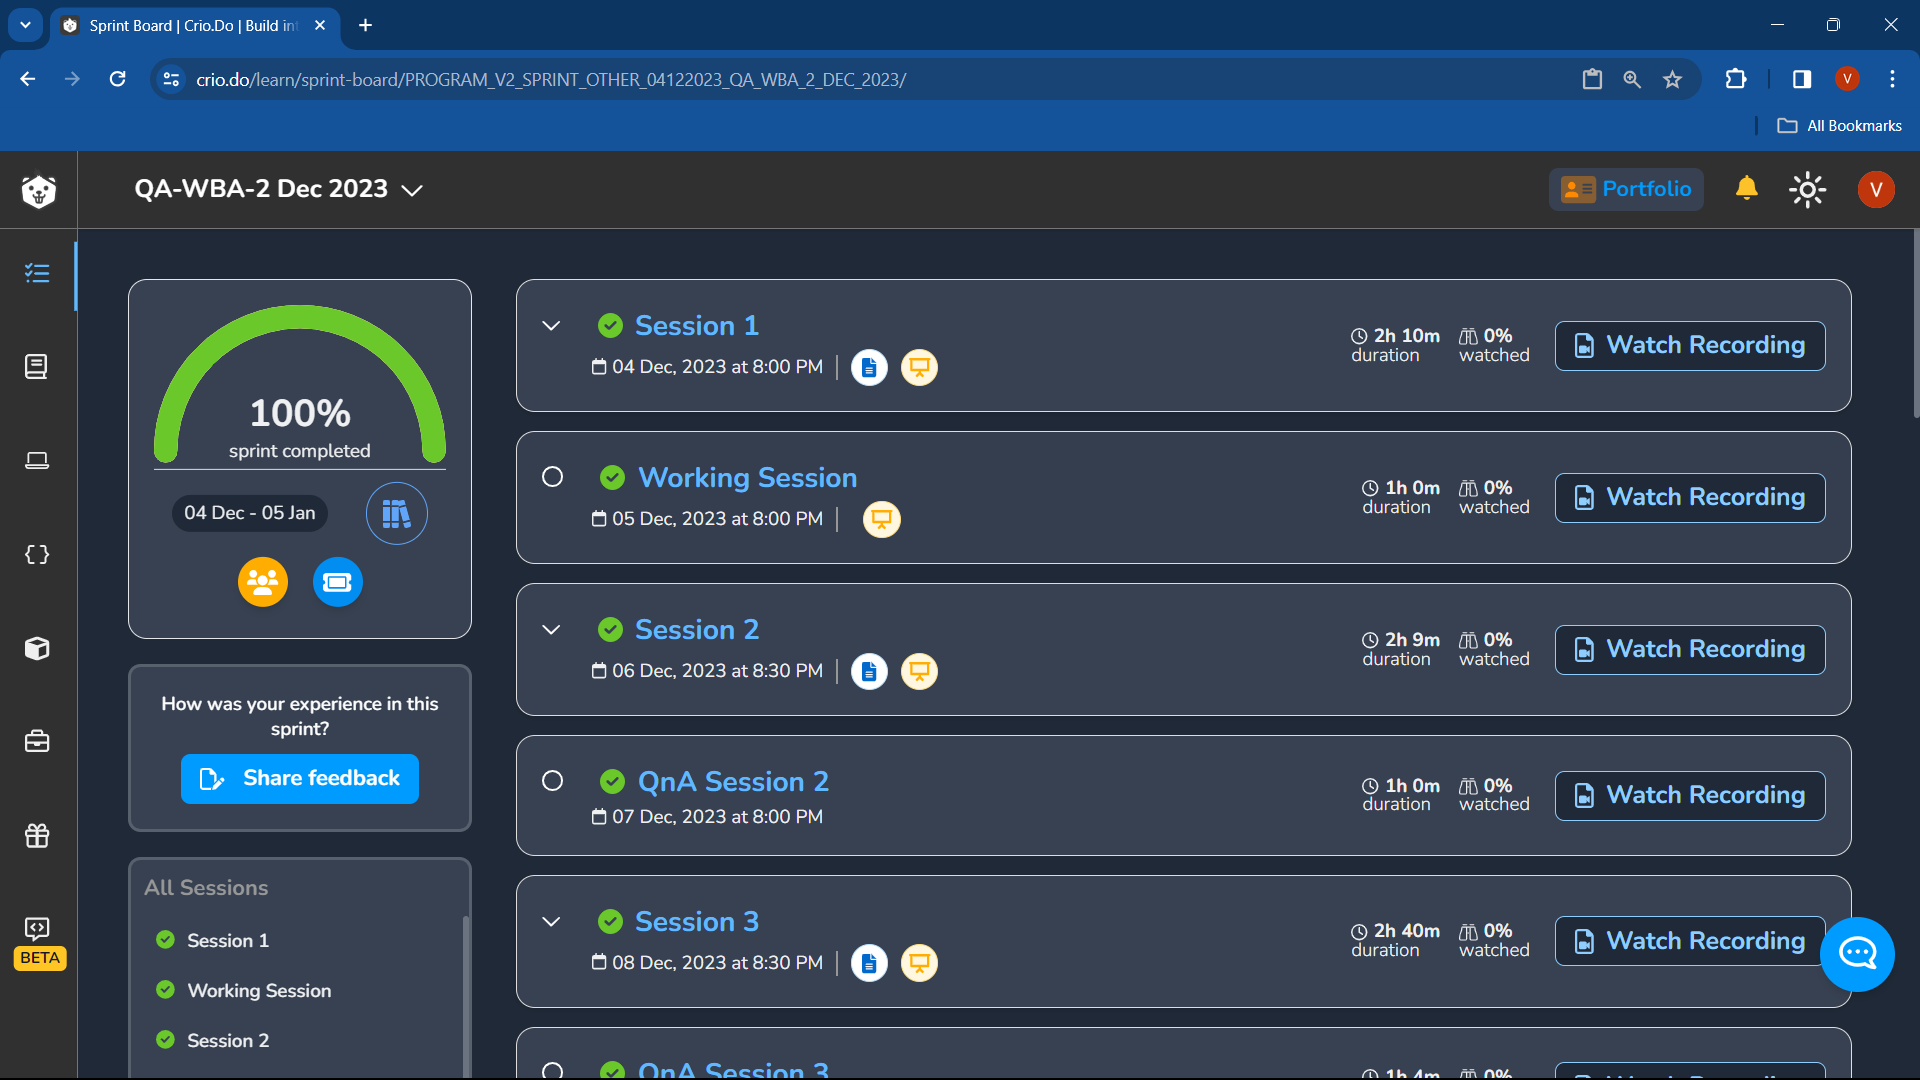 Sprint Board | Crio.Do | Build in
crio.do/learn/sprint-board/PROGRAM_V2_SPRINT_OTHER_04122023_QA_WBA_2_DEC_2023/
V
All Bookmarks
QA-WBA-2 Dec 2023
Portfolio
V
100%
sprint completed
04 Dec - 05 Jan
How was your experience in this
sprint?
Share feedback
All Sessions
Session 1
Working Session
Session 2
BETA
Session 1
04 Dec, 2023 at 8:00 PM
2h 10m
duration
0%
watched
Watch Recording
Working Session
05 Dec, 2023 at 8:00 PM
1h 0m
duration
0%
watched
Watch Recording
Session 2
06 Dec, 2023 at 8:30 PM
2h 9m
duration
0%
watched
Watch Recording
QnA Session 2
07 Dec, 2023 at 8:00 PM
1h 0m
duration
0%
watched
Watch Recording
Session 3
08 Dec, 2023 at 8:30 PM
2h 40m
duration
0%
watched
Watch Recording
QnA Session 3
1h 4m
0%
Watch Recording